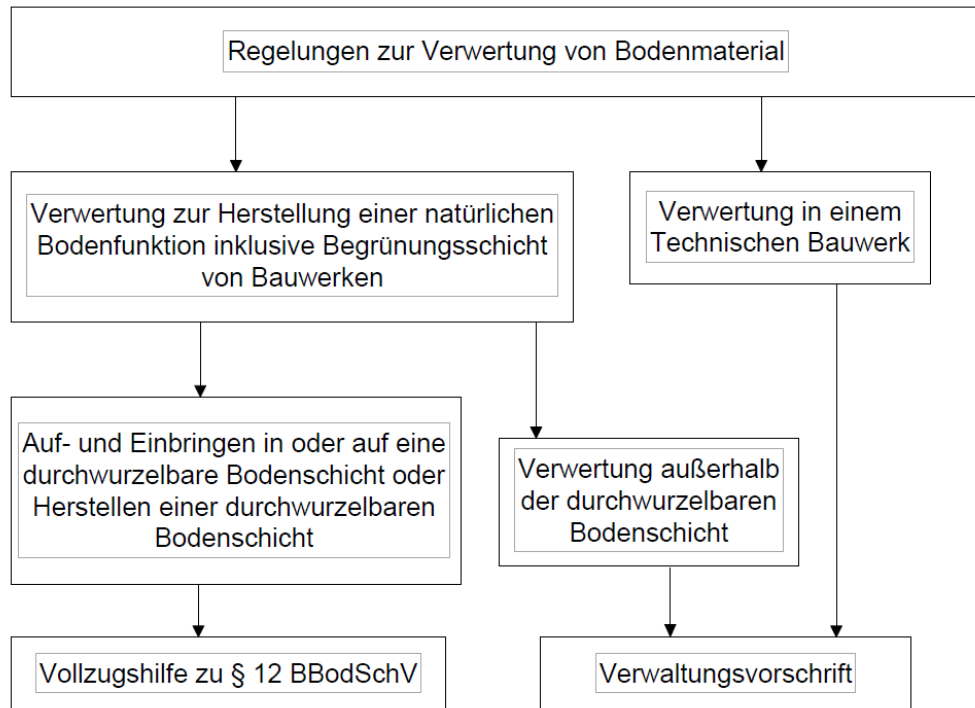 Regelungen zur Verwertung von Bodenmaterial
Verwertung zur Herstellung einer natürlichen
Bodenfunktion inklusive Begrünungsschicht
von Bauwerken
Verwertung in einem
Technischen Bauwerk
Auf- und Einbringen in oder auf eine
durchwurzelbare Bodenschicht oder
Herstellen einer durchwurzelbaren
Bodenschicht
Verwertung außerhalb
der durchwurzelbaren
Bodenschicht
Vollzugshilfe zu § 12 BBodSchV
Verwaltungsvorschrift